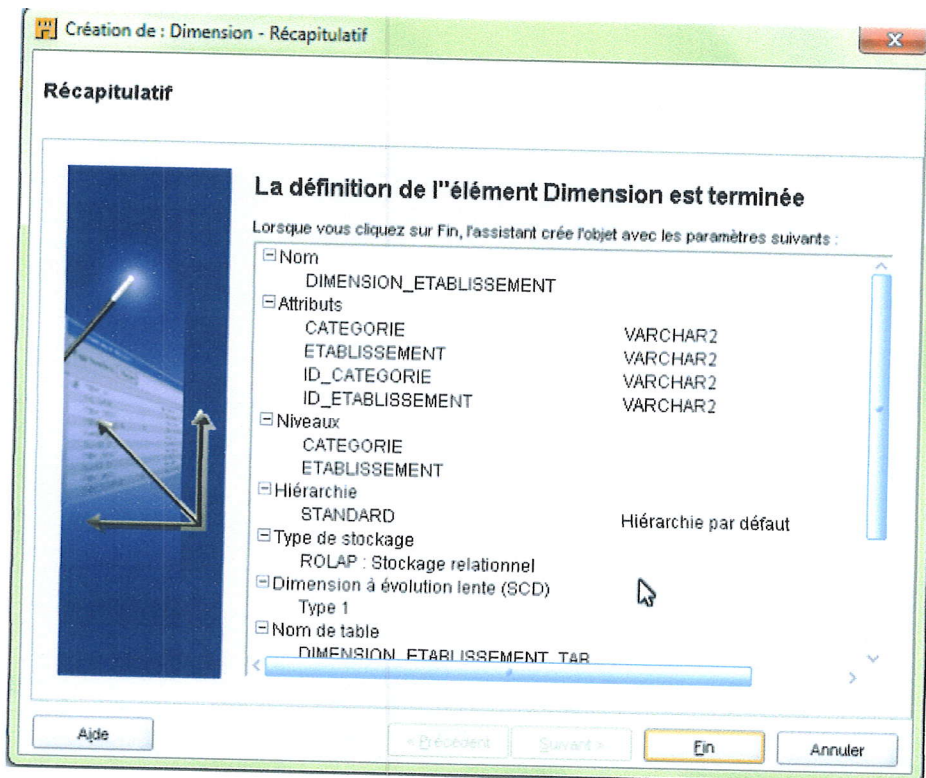 Création de : Dimension - Récapitulatif
Récapitulatif
La définition de l''élément Dimension est terminée
Lorsque vous cliquez sur Fin, l'assistant crée l'objet avec les paramètres suivants :
Nom
DIMENSION_ETABLISSEMENT
Attributs
CATEGORIE VARCHAR2
ETABLISSEMENT VARCHAR2
ID_CATEGORIE VARCHAR2
ID_ETABLISSEMENT VARCHAR2
Niveaux
CATEGORIE
ETABLISSEMENT
Hiérarchie
STANDARD Hiérarchie par défaut
Type de stockage
ROLAP : Stockage relationnel
Dimension à évolution lente (SCD)
Type 1
Nom de table
DIMENSION_ETABLISSEMENT_TAB
Aide < Précédent Suivant > Fin Annuler